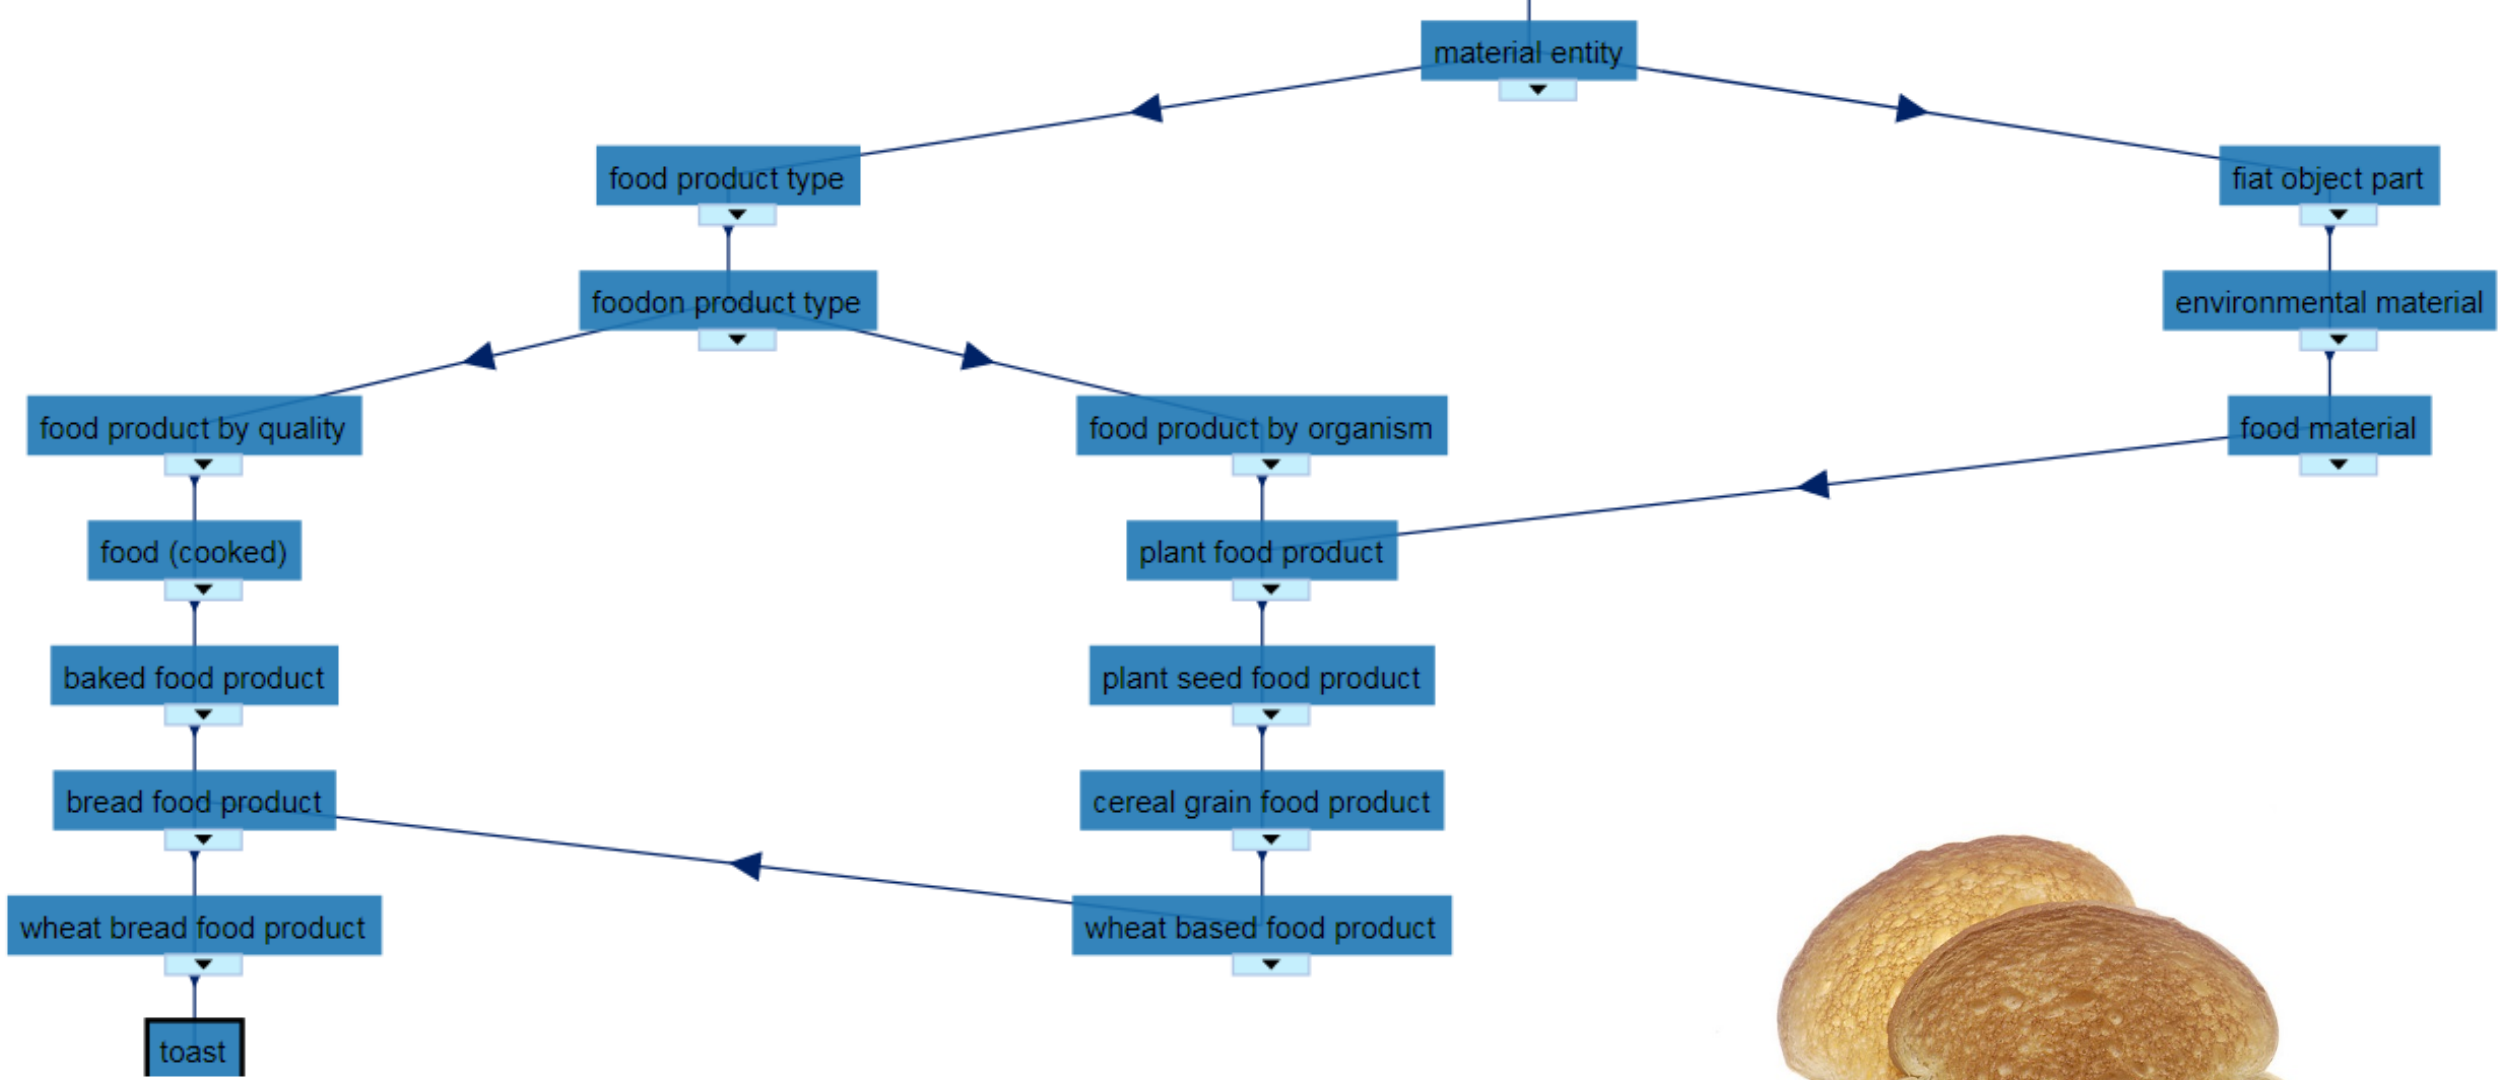 material entity
food product type
fiat object part
foodon product type
environmental material
food product by quality
food product by organism
food material
food (cooked)
plant food product
baked food product
plant seed food product
bread food product
cereal grain food product
wheat bread food product
wheat based food product
toast